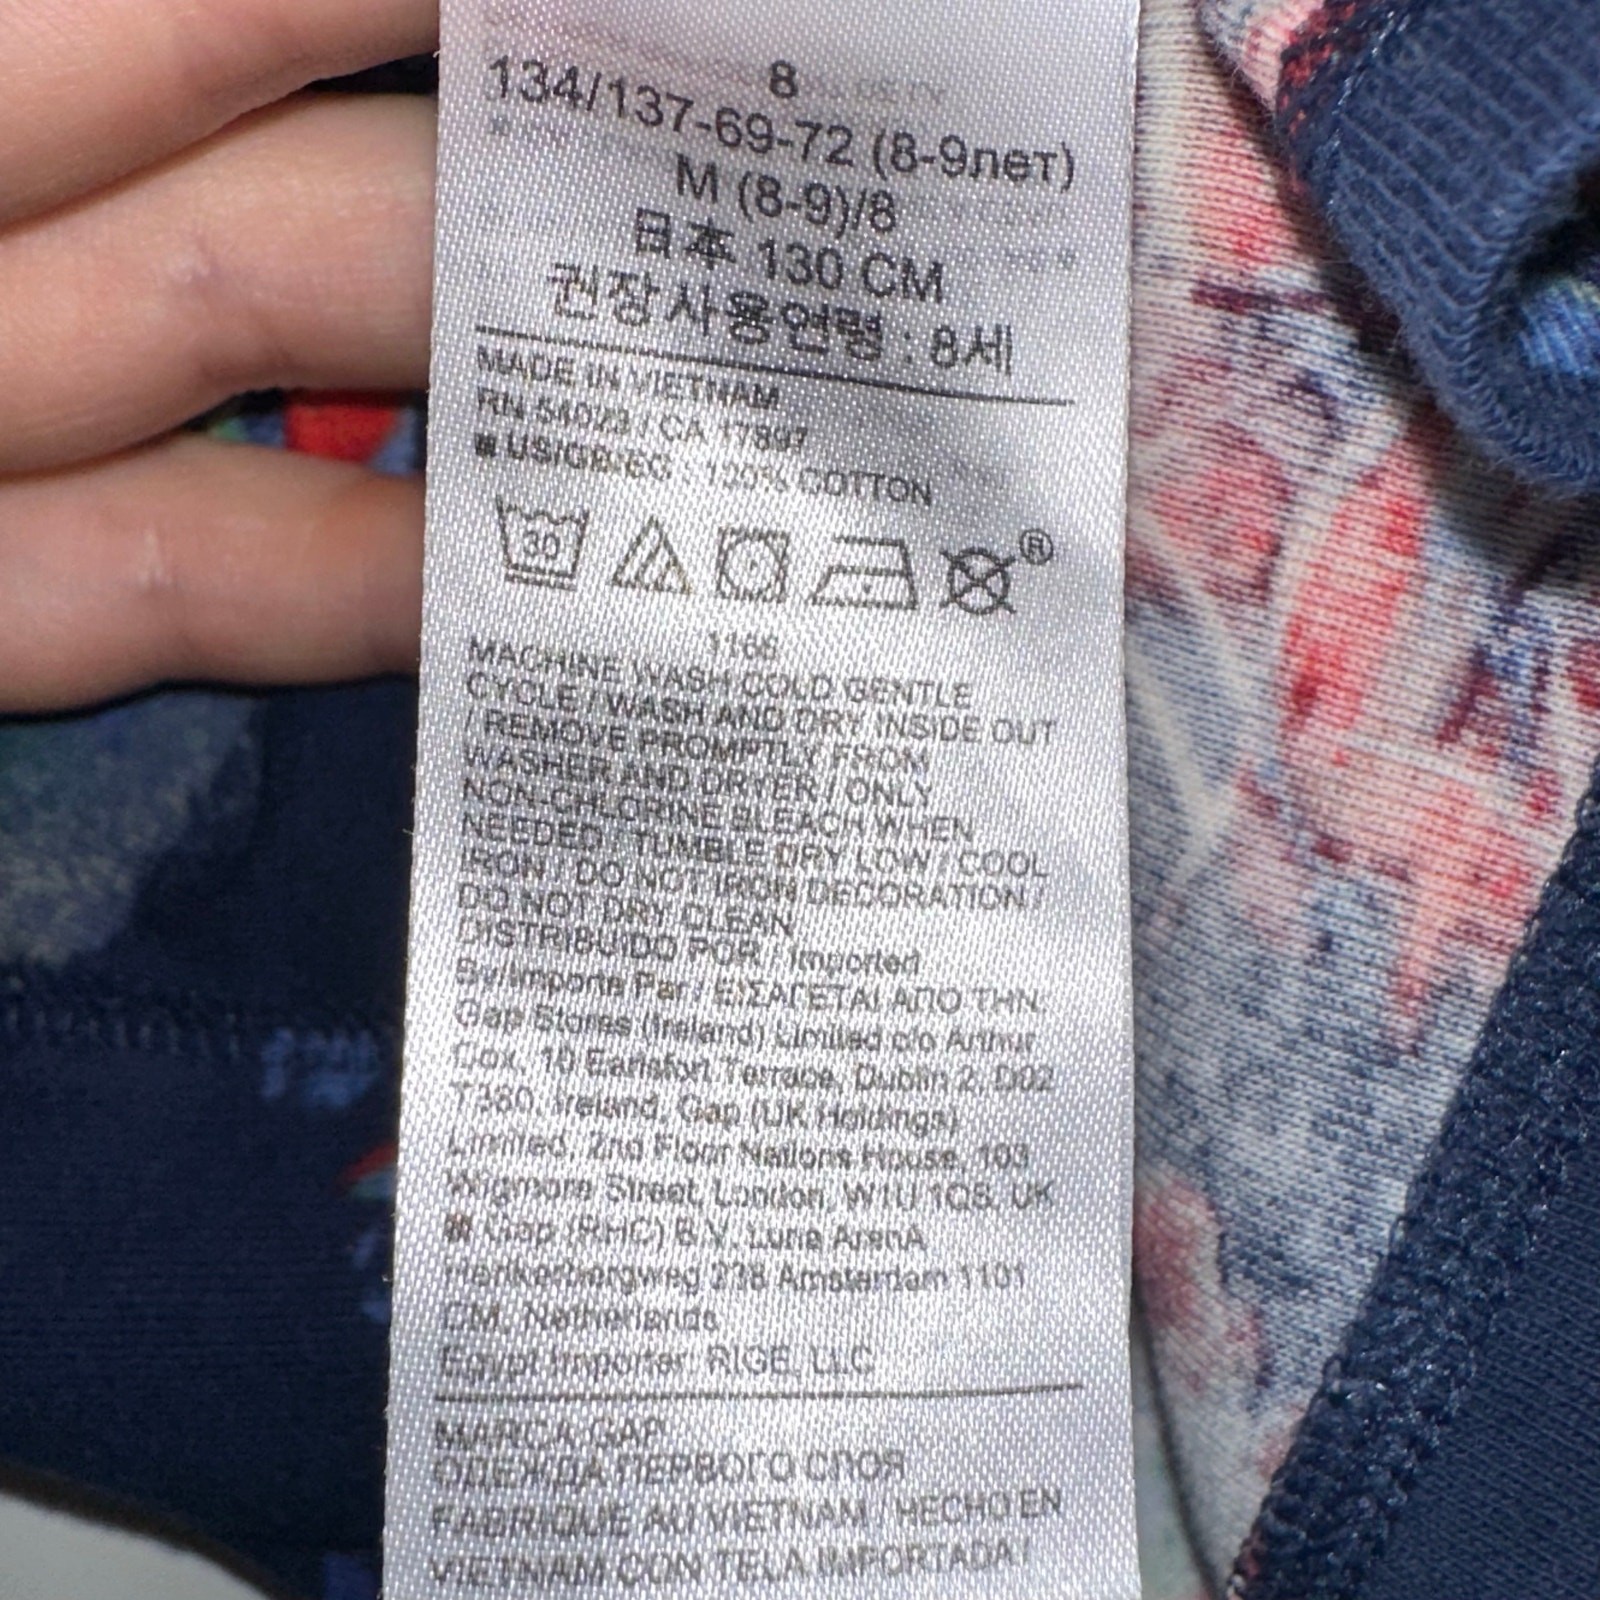 8
134/137-69-72 (8-9лет)
M (8-9)/8
日本 130 CM
권장사용연령 : 8세
MADE IN VIETNAM
RN 54023 / CA 17897
US/GB/eG : 100% COTTON
30
®
1166
MACHINE WASH COLD GENTLE
CYCLE / WASH AND DRY INSIDE OUT
/ REMOVE PROMPTLY FROM
WASHER AND DRYER / ONLY
NON-CHLORINE BLEACH WHEN
NEEDED / TUMBLE DRY LOW / COOL
IRON / DO NOT IRON DECORATION /
DO NOT DRY CLEAN
DISTRIBUIDO POR / Imported
By/Importe Par / ΕΙΣΑΓΕΤΑΙ ΑΠΟ ΤΗΝ
Gap Stores (Ireland) Limited c/o Arthur
Cox, 10 Earlsfort Terrace, Dublin 2, D02
T380, Ireland, Gap (UK Holdings)
Limited, 2nd Floor Nations House, 103
Wigmore Street, London, W1U 1QS, UK
Gap (RHC) B.V. Luna ArenA
Herikerbergweg 238 Amsterdam 1101
CM, Netherlands
Egypt Importer: RIGE, LLC
MARCA GAP
ОДЕЖДА ПЕРВОГО СЛОЯ
FABRIQUÉ AU VIETNAM / HECHO EN
VIETNAM CON TELA IMPORTADA /